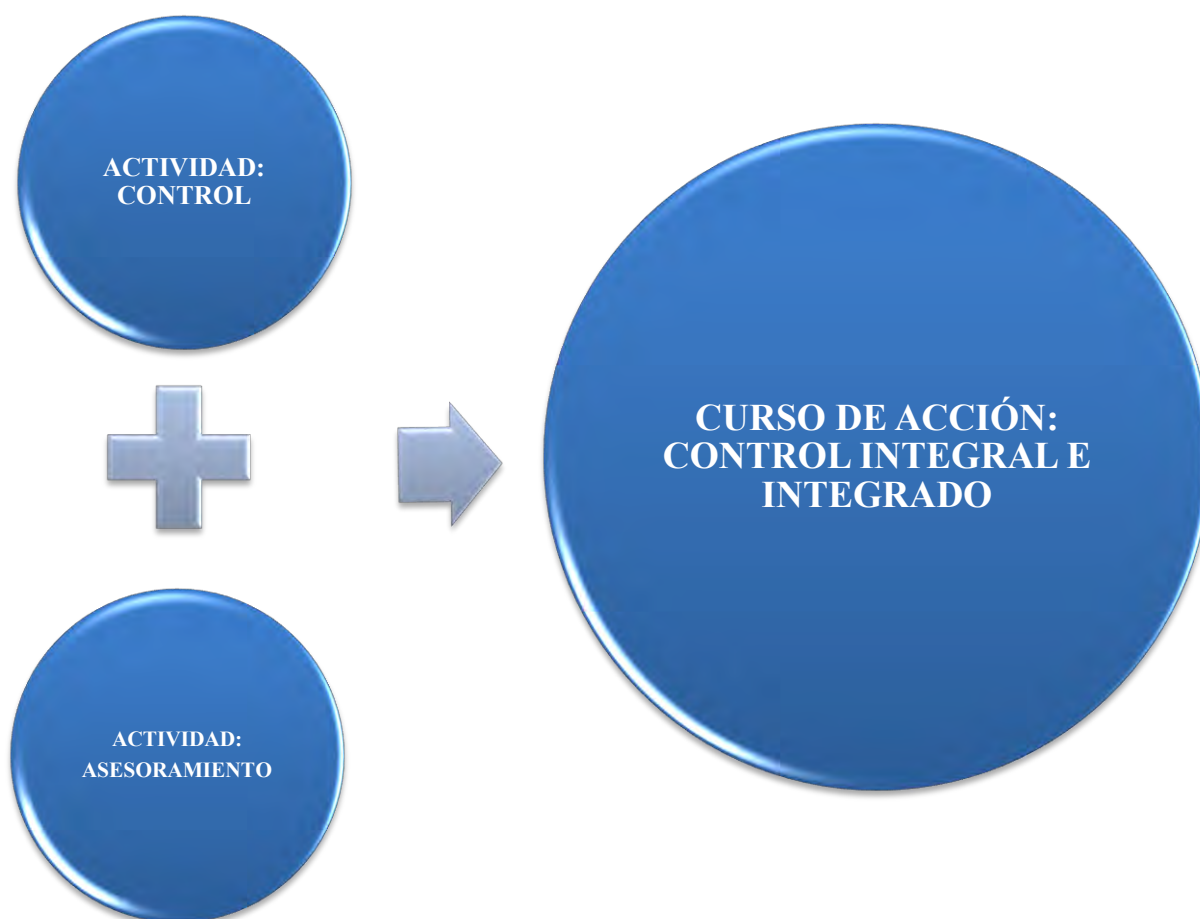 ACTIVIDAD:
CONTROL
CURSO DE ACCIÓN:
CONTROL INTEGRAL E
INTEGRADO
ACTIVIDAD:
ASESORAMIENTO